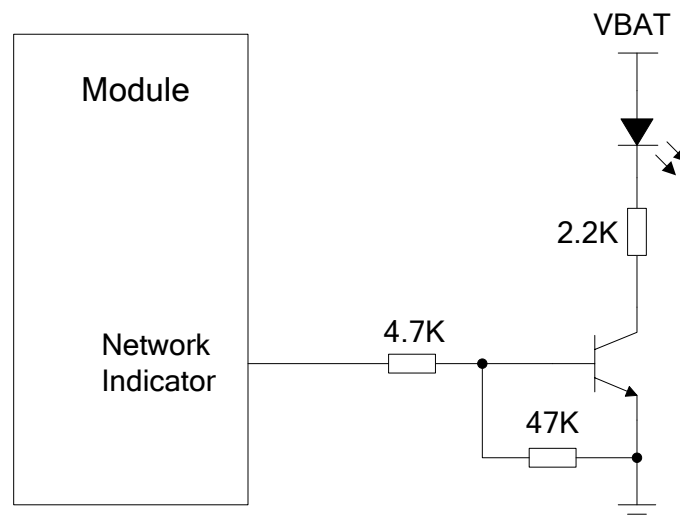 VBAT
Module
2.2K
4.7K
Network
Indicator
47K